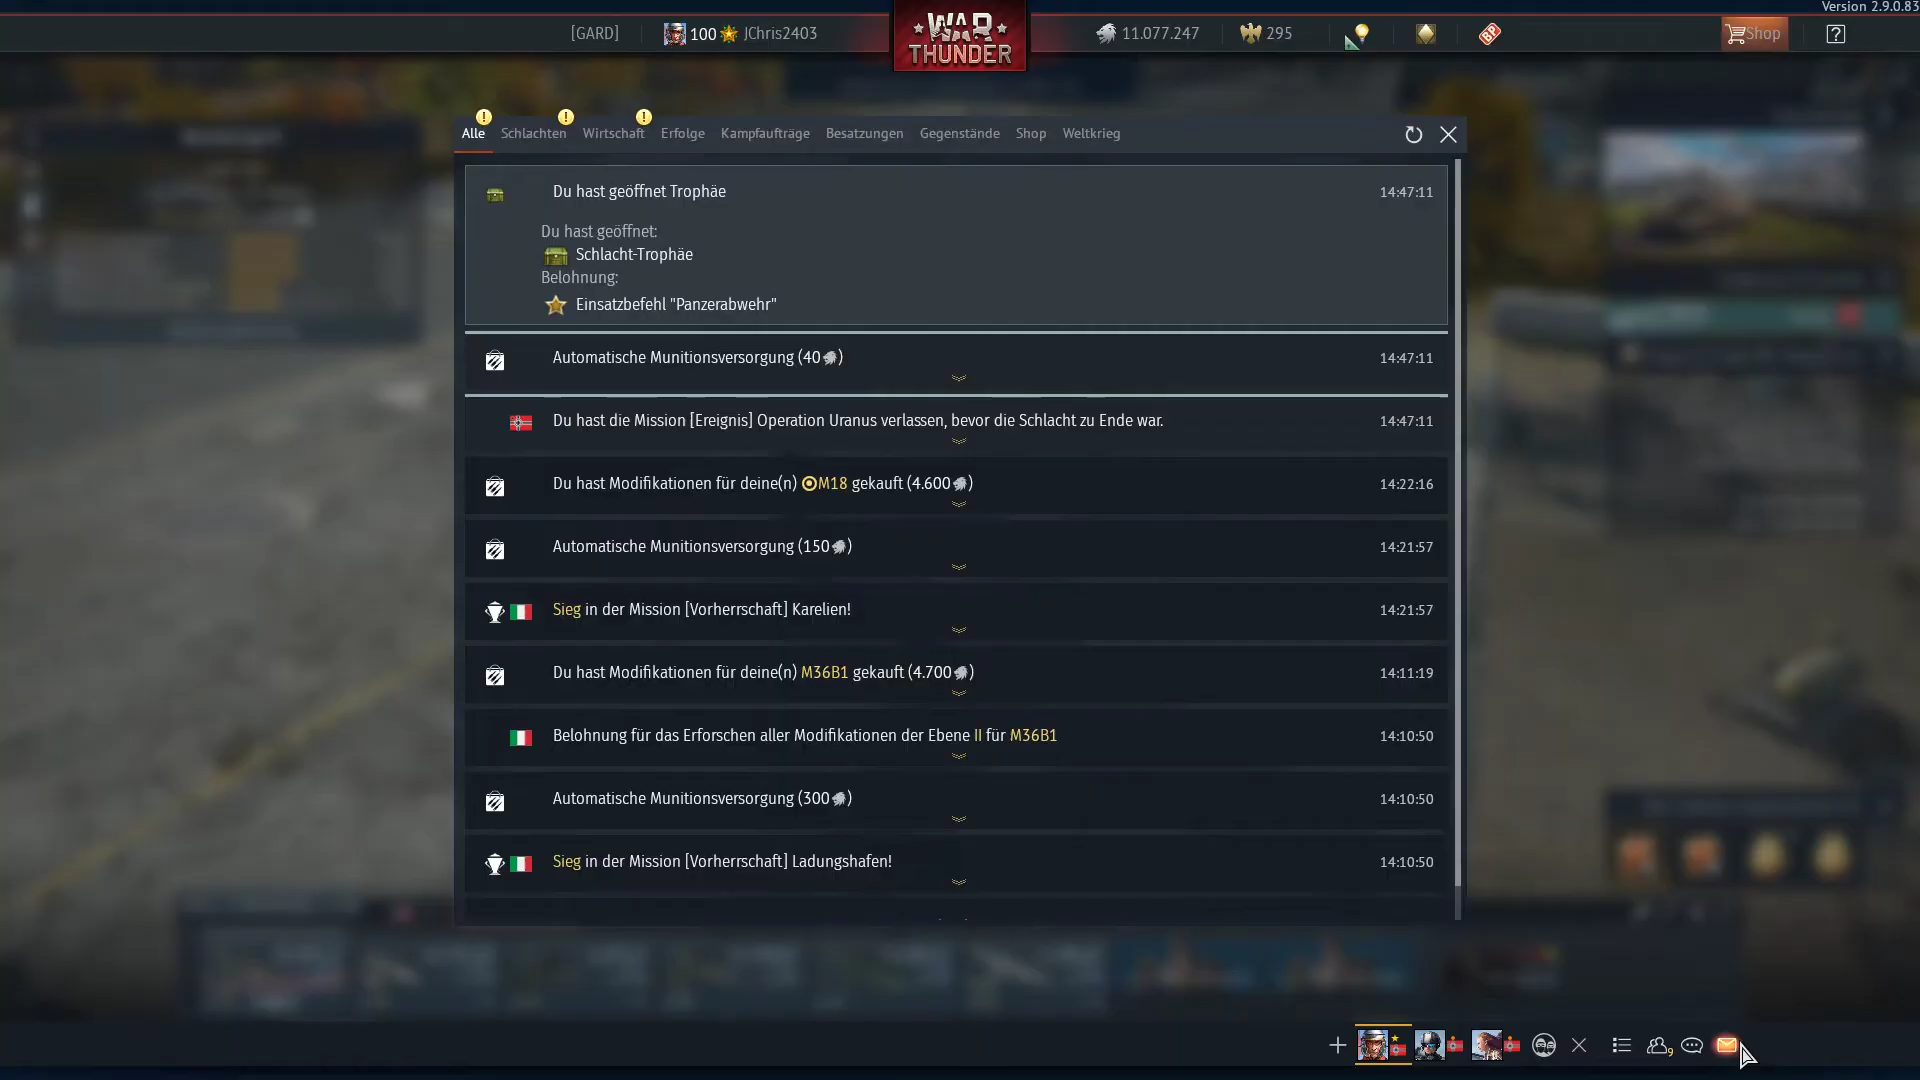 Version 2.9.0.83
[GARD] 100 JChris2403 WAR THUNDER 11.077.247 295 BP Shop ?
Alle Schlachten Wirtschaft Erfolge Kampfaufträge Besatzungen Gegenstände Shop Weltkrieg
Du hast geöffnet Trophäe 14:47:11
Du hast geöffnet:
Schlacht-Trophäe
Belohnung:
Einsatzbefehl "Panzerabwehr"
Automatische Munitionsversorgung (40) 14:47:11
Du hast die Mission [Ereignis] Operation Uranus verlassen, bevor die Schlacht zu Ende war. 14:47:11
Du hast Modifikationen für deine(n) M18 gekauft (4.600) 14:22:16
Automatische Munitionsversorgung (150) 14:21:57
Sieg in der Mission [Vorherrschaft] Karelien! 14:21:57
Du hast Modifikationen für deine(n) M36B1 gekauft (4.700) 14:11:19
Belohnung für das Erforschen aller Modifikationen der Ebene II für M36B1 14:10:50
Automatische Munitionsversorgung (300) 14:10:50
Sieg in der Mission [Vorherrschaft] Ladungshafen! 14:10:50
9